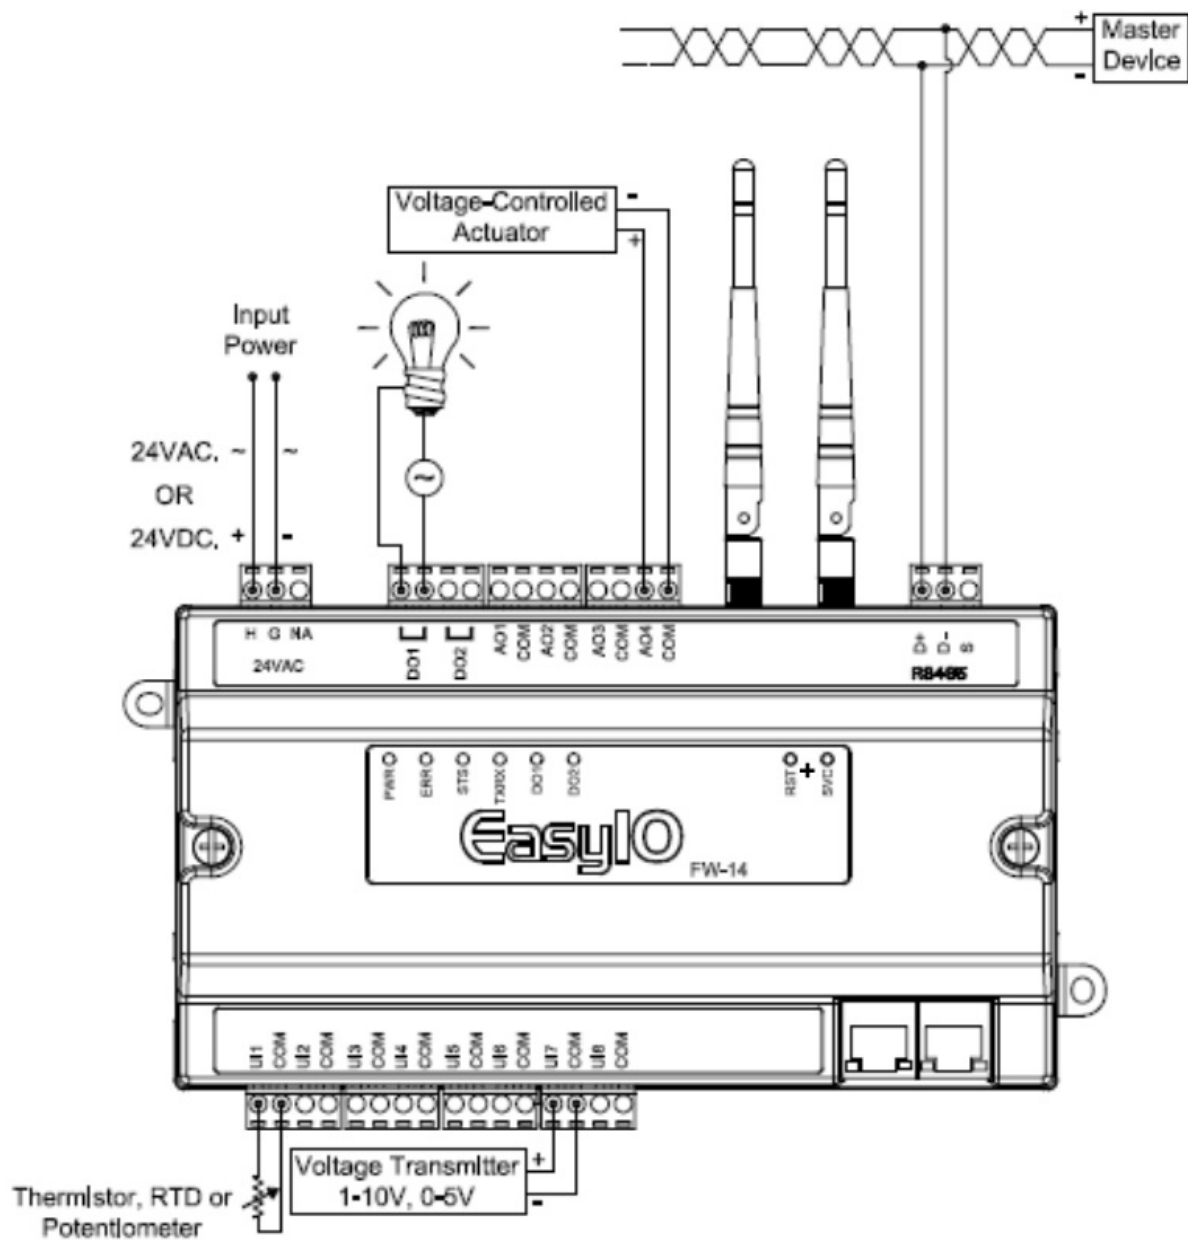 + Master
- Device
Voltage-Controlled -
Actuator +
Input
Power
24VAC, ~ ~
OR
24VDC, + -
~
H G NA
24VAC
DO1
DO2
AO1
COM
AO2
COM
AO3
COM
AO4
COM
D+
D-
S
RS485
PWR
ERR
STS
TXRX
DO1
DO2
RST
+
SVC
EasyIO
FW-14
UI1
COM
UI2
COM
UI3
COM
UI4
COM
UI5
COM
UI6
COM
UI7
COM
UI8
COM
Voltage Transmitter +
1-10V, 0-5V -
Thermistor, RTD or
Potentiometer